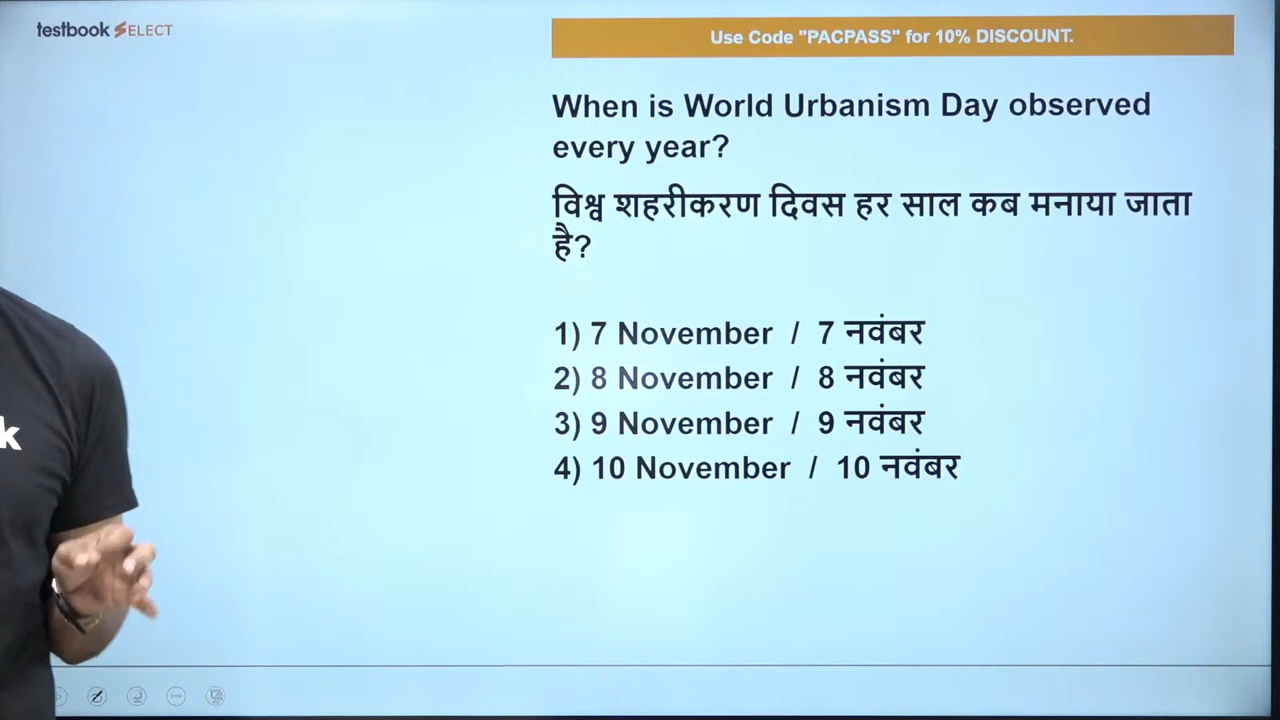 testbook SELECT
Use Code "PACPASS" for 10% DISCOUNT.
When is World Urbanism Day observed
every year?
विश्व शहरीकरण दिवस हर साल कब मनाया जाता
है?
1) 7 November / 7 नवंबर
2) 8 November / 8 नवंबर
3) 9 November / 9 नवंबर
4) 10 November / 10 नवंबर
k